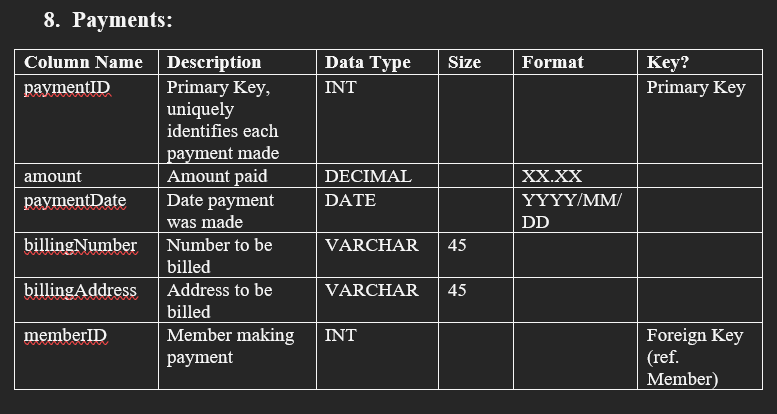 8. Payments:
Column Name Description Data Type Size Format Key?
paymentID Primary Key, INT Primary Key
uniquely
identifies each
payment made
amount Amount paid DECIMAL XX.XX
paymentDate Date payment DATE YYYY/MM/
was made DD
billingNumber Number to be VARCHAR 45
billed
billingAddress Address to be VARCHAR 45
billed
memberID Member making INT Foreign Key
payment (ref.
Member)